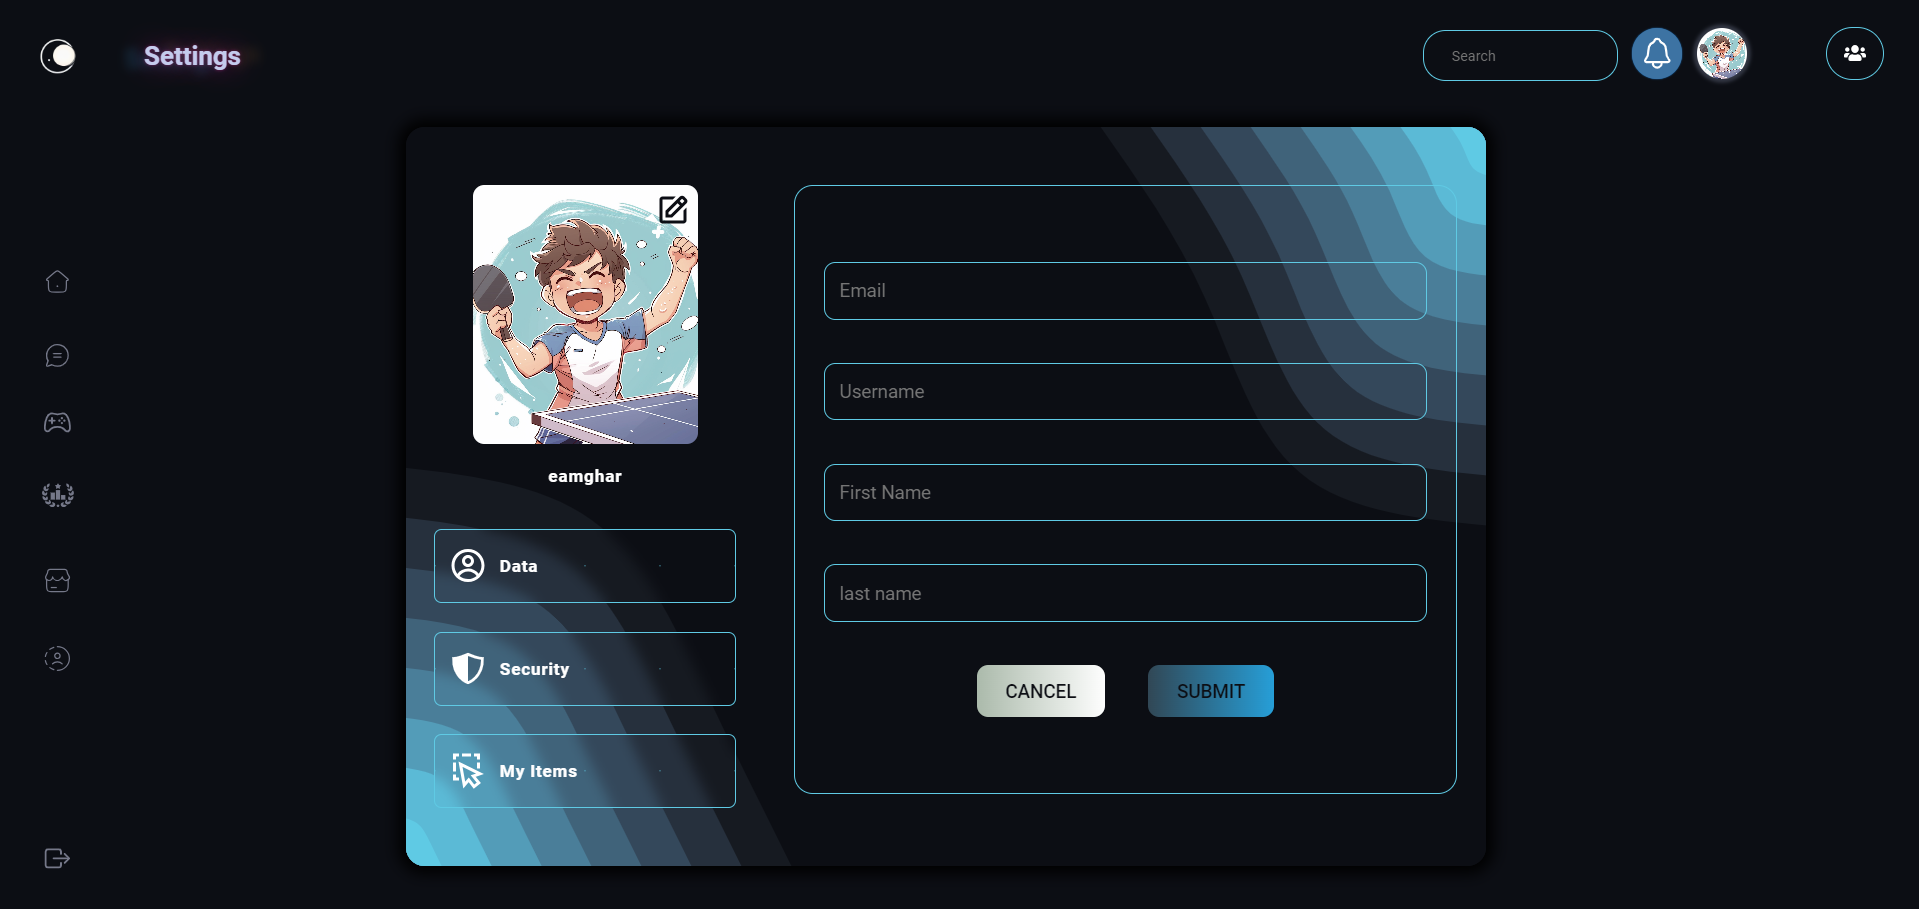 Settings
Search
eamghar
Data
Security
My Items
Email
Username
First Name
last name
CANCEL
SUBMIT